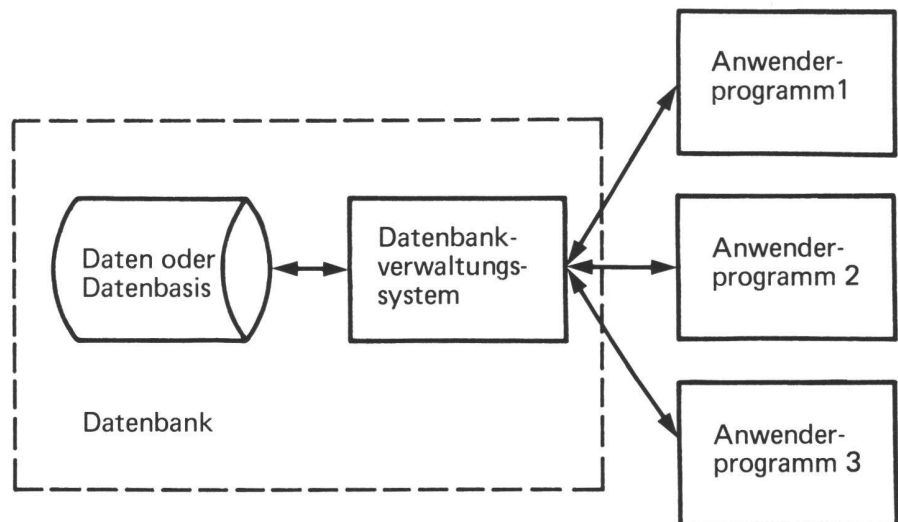 Daten oder
Datenbasis
Datenbank-
verwaltungs-
system
Datenbank
Anwender-
programm1
Anwender-
programm 2
Anwender-
programm 3